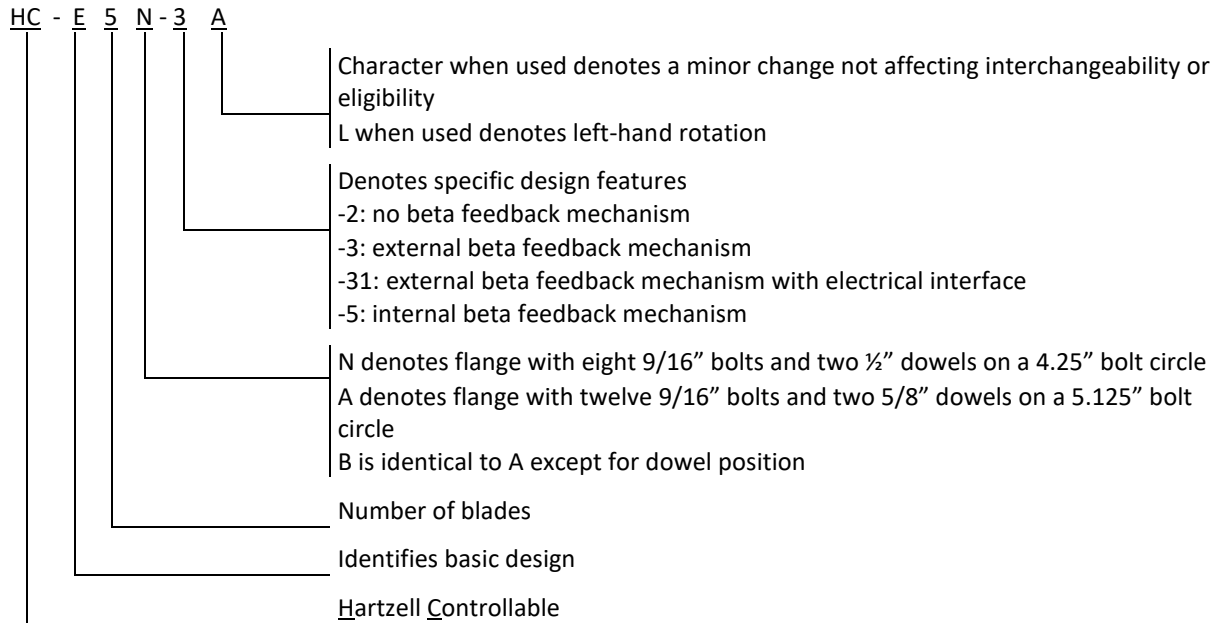 HC - E 5 N - 3 A
Character when used denotes a minor change not affecting interchangeability or
eligibility
L when used denotes left-hand rotation
Denotes specific design features
-2: no beta feedback mechanism
-3: external beta feedback mechanism
-31: external beta feedback mechanism with electrical interface
-5: internal beta feedback mechanism
N denotes flange with eight 9/16” bolts and two ½” dowels on a 4.25” bolt circle
A denotes flange with twelve 9/16” bolts and two 5/8” dowels on a 5.125” bolt
circle
B is identical to A except for dowel position
Number of blades
Identifies basic design
Hartzell Controllable